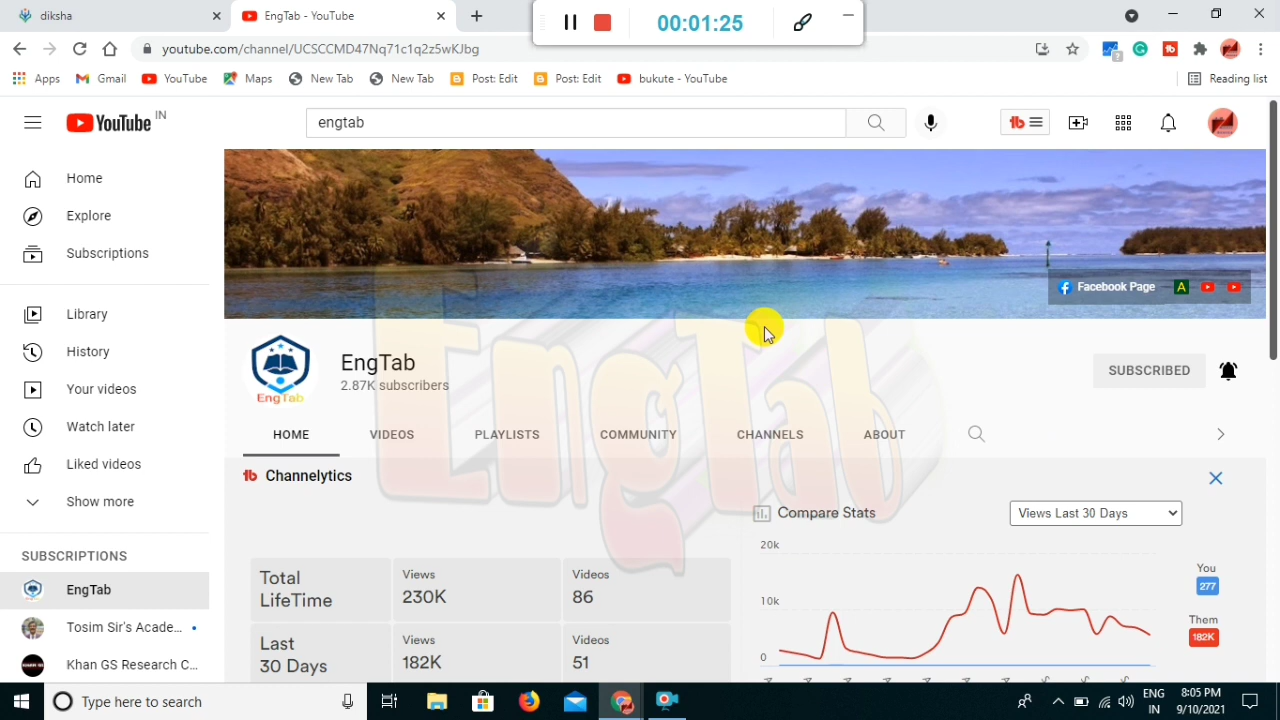 diksha
EngTab - YouTube
00:01:25
youtube.com/channel/UCSCCMD47Nq71c1q2z5wKJbg
Apps
Gmail
YouTube
Maps
New Tab
New Tab
Post: Edit
Post: Edit
bukute - YouTube
Reading list
YouTube IN
engtab
tb
Home
Explore
Subscriptions
Library
History
Your videos
Watch later
Liked videos
Show more
SUBSCRIPTIONS
EngTab
Tosim Sir's Acade...
Khan GS Research C...
Facebook Page
A
EngTab
EngTab
2.87K subscribers
SUBSCRIBED
HOME
VIDEOS
PLAYLISTS
COMMUNITY
CHANNELS
ABOUT
EngTab
tb Channelytics
Compare Stats
Views Last 30 Days
Total
LifeTime
Views
230K
Videos
86
Last
30 Days
Views
182K
Videos
51
20k
10k
0
You
277
Them
182K
Type here to search
ENG
IN
8:05 PM
9/10/2021